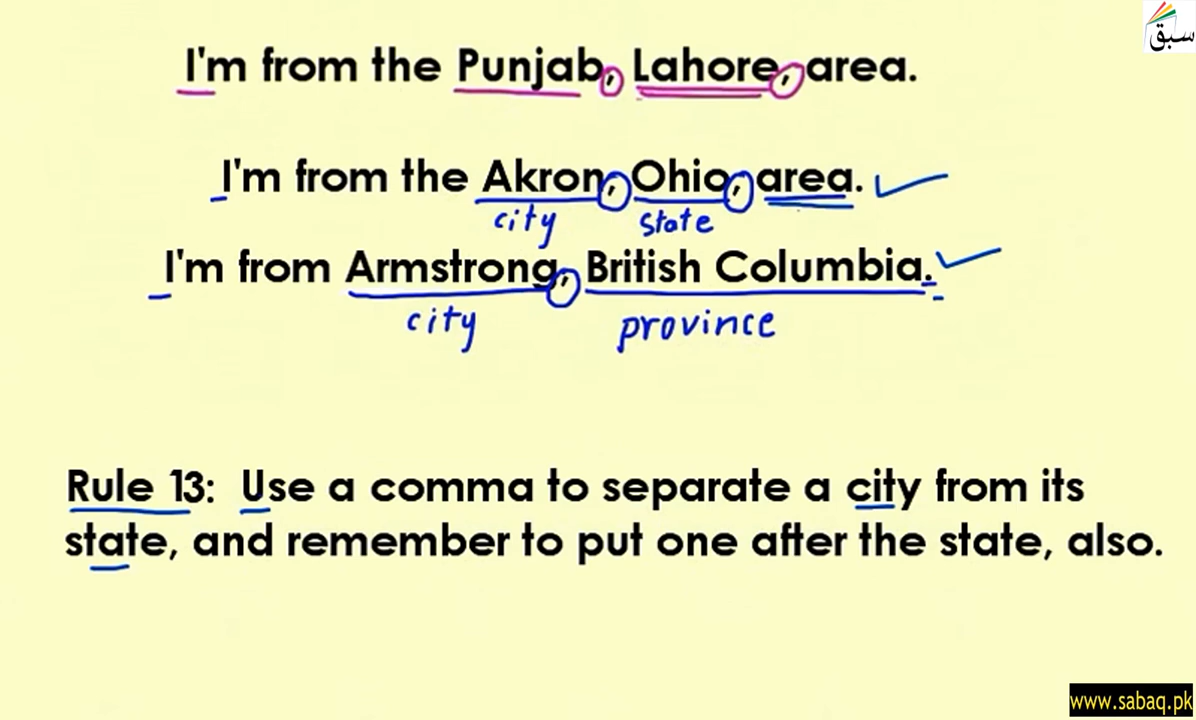 سبق
I'm from the Punjab, Lahore, area.
I'm from the Akron, Ohio, area.
city state
I'm from Armstrong, British Columbia.
city province
Rule 13: Use a comma to separate a city from its
state, and remember to put one after the state, also.
www.sabaq.pk